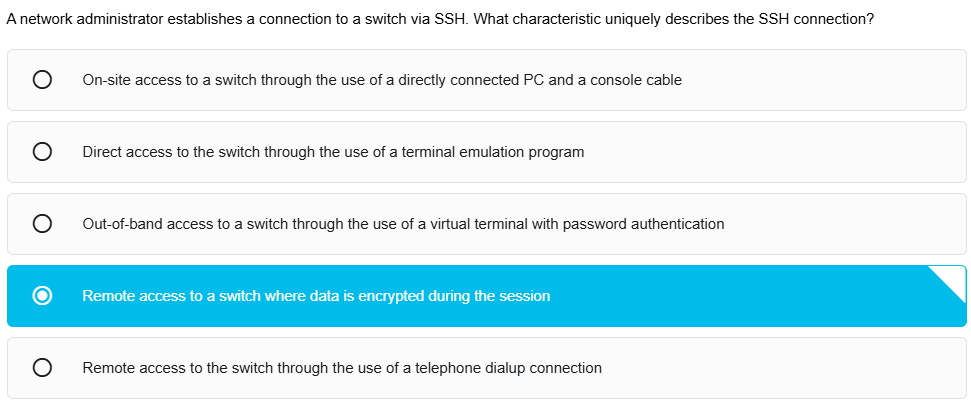 A network administrator establishes a connection to a switch via SSH. What characteristic uniquely describes the SSH connection?
On-site access to a switch through the use of a directly connected PC and a console cable
Direct access to the switch through the use of a terminal emulation program
Out-of-band access to a switch through the use of a virtual terminal with password authentication
Remote access to a switch where data is encrypted during the session
Remote access to the switch through the use of a telephone dialup connection